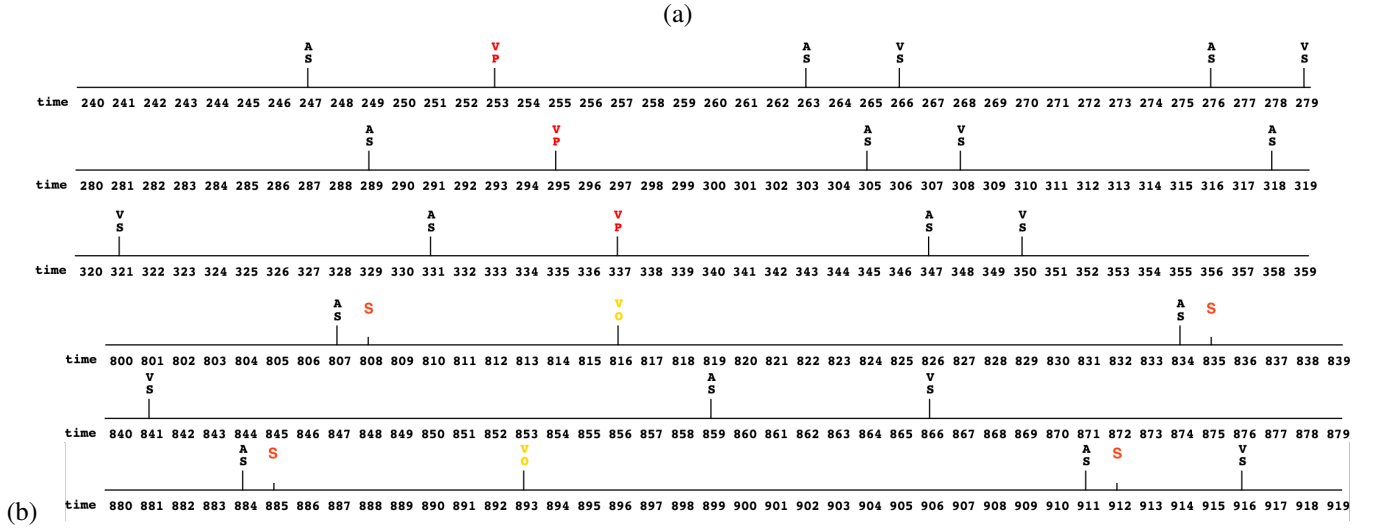 (a)
A V A V A V
S P S S S S
time 240 241 242 243 244 245 246 247 248 249 250 251 252 253 254 255 256 257 258 259 260 261 262 263 264 265 266 267 268 269 270 271 272 273 274 275 276 277 278 279
A V A V A
S P S S S
time 280 281 282 283 284 285 286 287 288 289 290 291 292 293 294 295 296 297 298 299 300 301 302 303 304 305 306 307 308 309 310 311 312 313 314 315 316 317 318 319
V A V A V
S S P S S
time 320 321 322 323 324 325 326 327 328 329 330 331 332 333 334 335 336 337 338 339 340 341 342 343 344 345 346 347 348 349 350 351 352 353 354 355 356 357 358 359
A V A
S S O S S
time 800 801 802 803 804 805 806 807 808 809 810 811 812 813 814 815 816 817 818 819 820 821 822 823 824 825 826 827 828 829 830 831 832 833 834 835 836 837 838 839
V A V
S S S
time 840 841 842 843 844 845 846 847 848 849 850 851 852 853 854 855 856 857 858 859 860 861 862 863 864 865 866 867 868 869 870 871 872 873 874 875 876 877 878 879
A V A V
S S O S S S
time 880 881 882 883 884 885 886 887 888 889 890 891 892 893 894 895 896 897 898 899 900 901 902 903 904 905 906 907 908 909 910 911 912 913 914 915 916 917 918 919
(b)